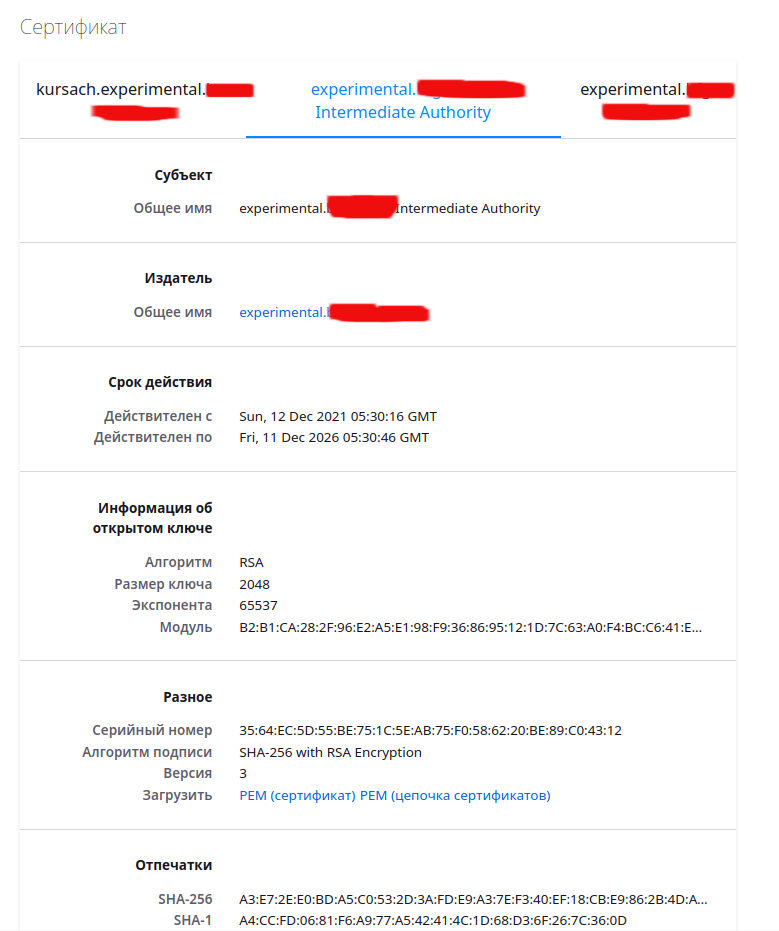 Сертификат
kursach.experimental.
experimental.
Intermediate Authority
experimental.
Субъект
Общее имя experimental. Intermediate Authority
Издатель
Общее имя experimental.
Срок действия
Действителен с Sun, 12 Dec 2021 05:30:16 GMT
Действителен по Fri, 11 Dec 2026 05:30:46 GMT
Информация об
открытом ключе
Алгоритм RSA
Размер ключа 2048
Экспонента 65537
Модуль B2:B1:CA:28:2F:96:E2:A5:E1:98:F9:36:86:95:12:1D:7C:63:A0:F4:BC:C6:41:E...
Разное
Серийный номер 35:64:EC:5D:55:BE:75:1C:5E:AB:75:F0:58:62:20:BE:89:C0:43:12
Алгоритм подписи SHA-256 with RSA Encryption
Версия 3
Загрузить PEM (сертификат) PEM (цепочка сертификатов)
Отпечатки
SHA-256 A3:E7:2E:E0:BD:A5:C0:53:2D:3A:FD:E9:A3:7E:F3:40:EF:18:CB:E9:86:2B:4D:A...
SHA-1 A4:CC:FD:06:81:F6:A9:77:A5:42:41:4C:1D:68:D3:6F:26:7C:36:0D